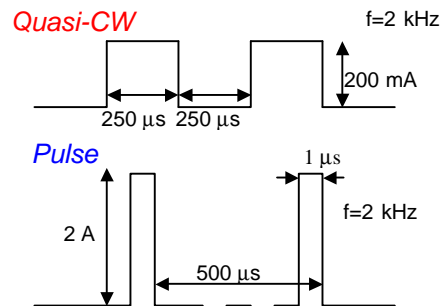 Quasi-CW
f=2 kHz
200 mA
250 μs 250 μs
Pulse
1 μs
2 A
f=2 kHz
500 μs